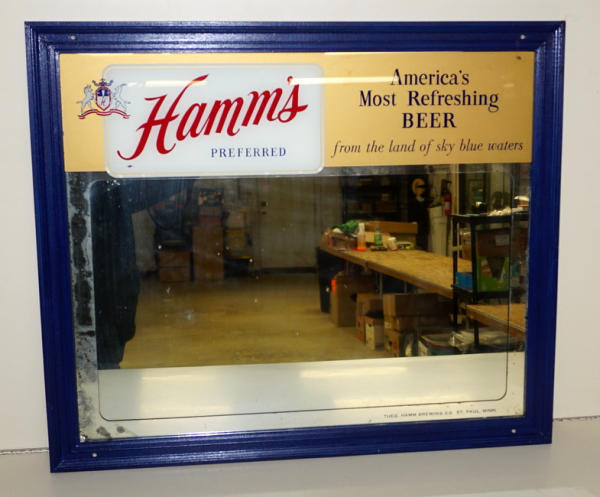 Hamm's
PREFERRED
America's
Most Refreshing
BEER
from the land of sky blue waters
THEO. HAMM BREWING CO. ST. PAUL, MINN.